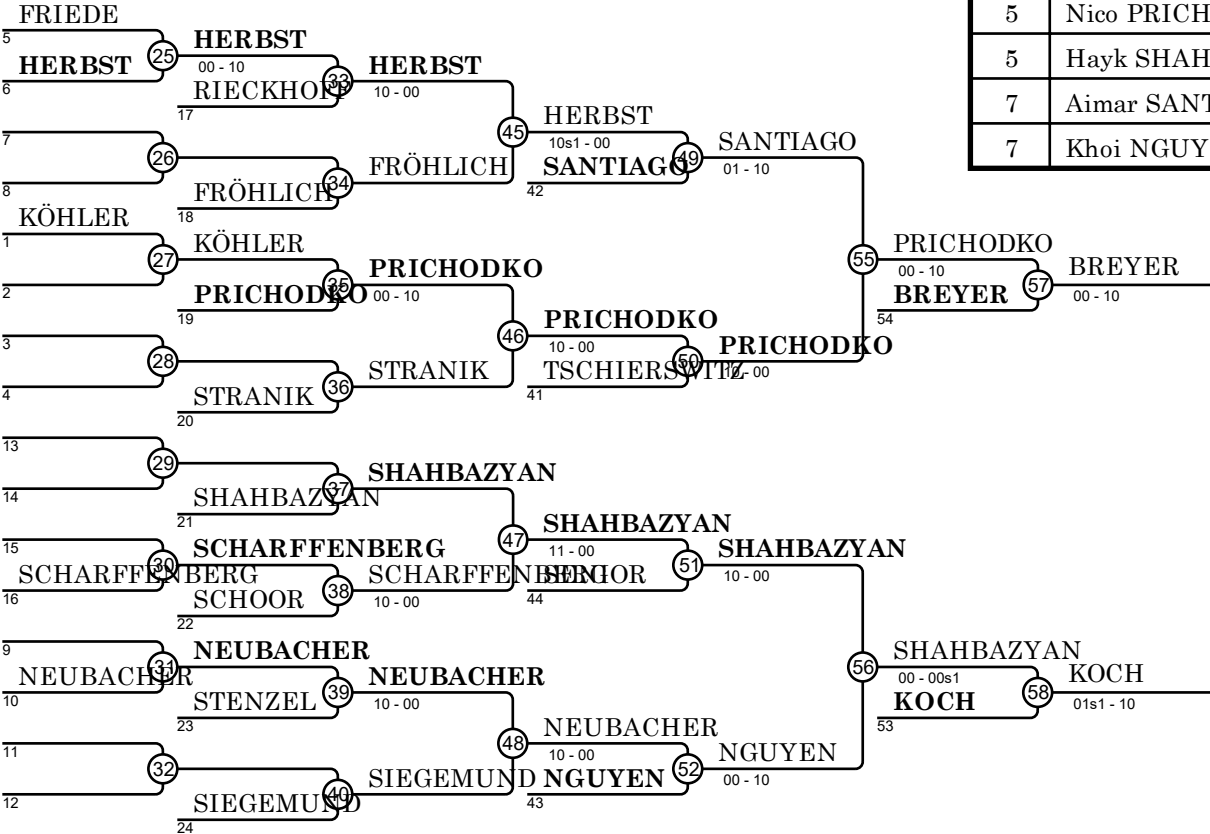 FRIEDE
5
HERBST
6
25
HERBST
00 - 10
RIECKHOFF
17
33
HERBST
10 - 00
7
8
26
FRÖHLICH
18
34
FRÖHLICH
45
HERBST
10s1 - 00
SANTIAGO
42
49
SANTIAGO
01 - 10
KÖHLER
1
2
27
KÖHLER
PRICHODKO
19
35
PRICHODKO
00 - 10
3
4
28
STRANIK
20
36
STRANIK
46
PRICHODKO
10 - 00
TSCHIERSWITZ
41
50
PRICHODKO
10 - 00
55
PRICHODKO
00 - 10
BREYER
54
57
BREYER
00 - 10
13
14
29
SHAHBAZYAN
21
37
SHAHBAZYAN
15
SCHARFFENBERG
16
30
SCHARFFENBERG
SCHOOR
22
38
SCHARFFENBERG
10 - 00
47
SHAHBAZYAN
11 - 00
SENGHOR
44
51
SHAHBAZYAN
10 - 00
9
NEUBACHER
10
31
NEUBACHER
STENZEL
23
39
NEUBACHER
10 - 00
11
12
32
SIEGEMUND
24
40
SIEGEMUND
48
NEUBACHER
10 - 00
NGUYEN
43
52
NGUYEN
00 - 10
56
SHAHBAZYAN
00 - 00s1
KOCH
53
58
KOCH
01s1 - 10
5 Nico PRICH
5 Hayk SHAH
7 Aimar SANT
7 Khoi NGUY